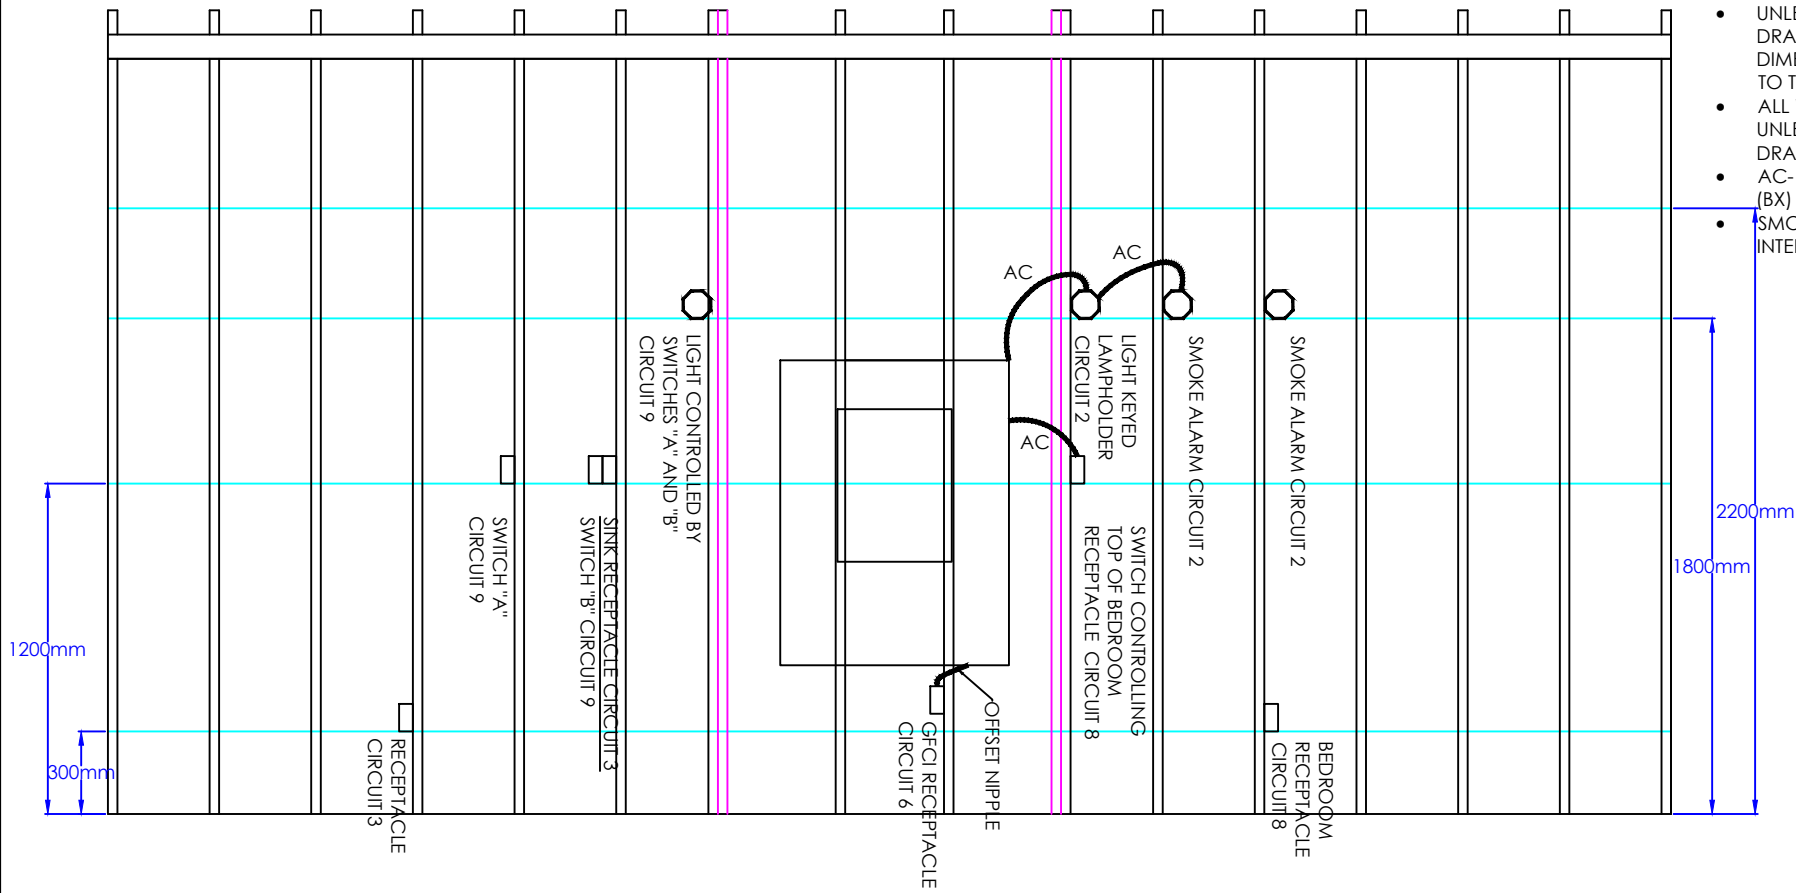 UNLE
DRA
DIME
TO T
ALL
UNLE
DRA
AC-
(BX)
SMO
INTE
AC
AC
AC
LIGHT CONTROLLED BY
SWITCHES "A" AND "B"
CIRCUIT 9
LIGHT KEYED
LAMPHOLDER
CIRCUIT 2
SMOKE ALARM CIRCUIT 2
SMOKE ALARM CIRCUIT 2
SWITCH "A"
CIRCUIT 9
SINK RECEPTACLE CIRCUIT 3
SWITCH "B" CIRCUIT 9
SWITCH CONTROLLING
TOP OF BEDROOM
RECEPTACLE CIRCUIT 8
2200mm
1800mm
1200mm
300mm
RECEPTACLE
CIRCUIT 3
OFFSET NIPPLE
GFCI RECEPTACLE
CIRCUIT 6
BEDROOM
RECEPTACLE
CIRCUIT 8